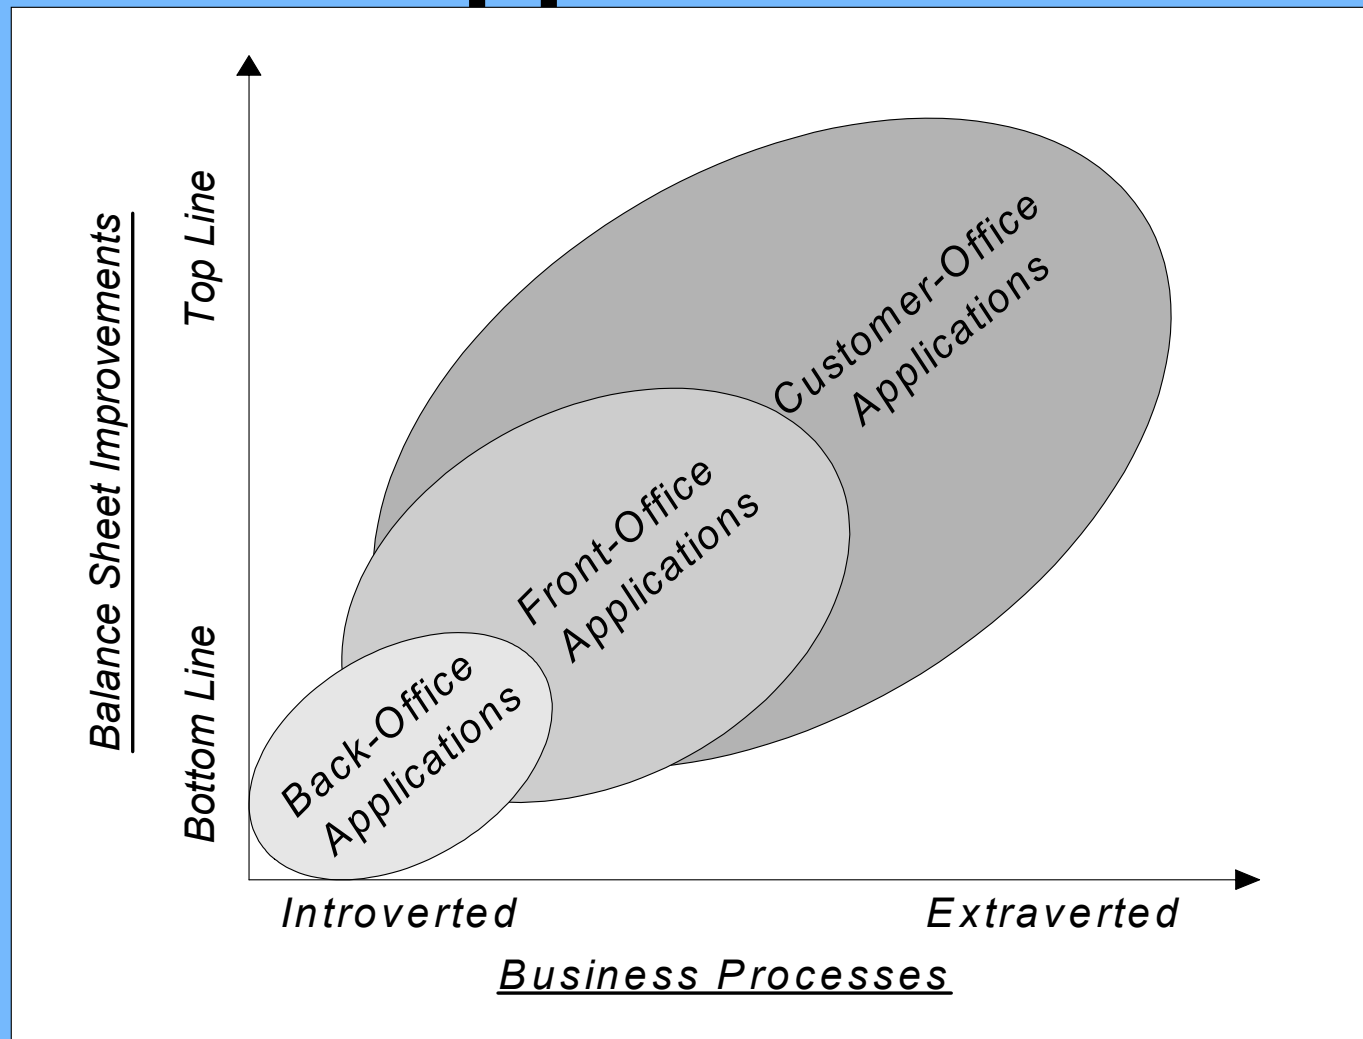 Balance Sheet Improvements
Top Line
Bottom Line
Customer-Office
Applications
Front-Office
Applications
Back-Office
Applications
Introverted
Extraverted
Business Processes